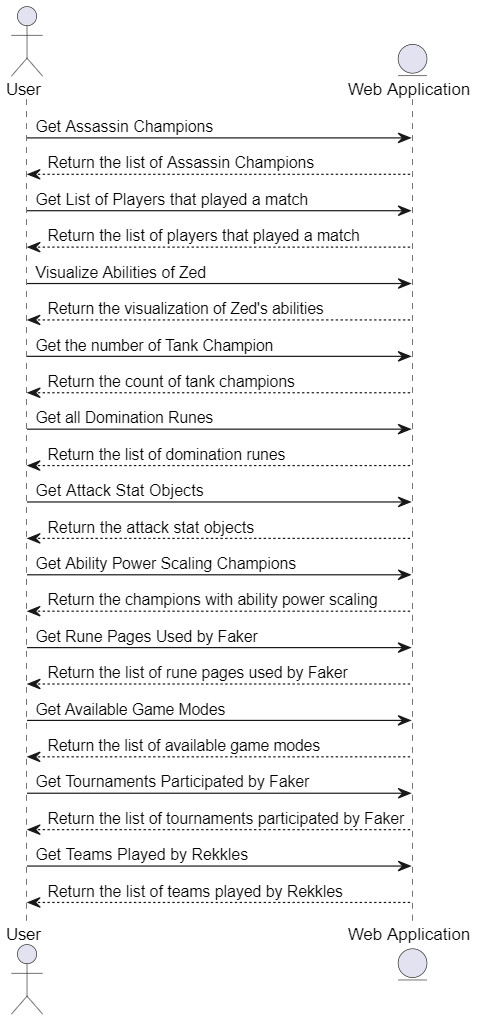 User
Web Application
Get Assassin Champions
Return the list of Assassin Champions
Get List of Players that played a match
Return the list of players that played a match
Visualize Abilities of Zed
Return the visualization of Zed's abilities
Get the number of Tank Champion
Return the count of tank champions
Get all Domination Runes
Return the list of domination runes
Get Attack Stat Objects
Return the attack stat objects
Get Ability Power Scaling Champions
Return the champions with ability power scaling
Get Rune Pages Used by Faker
Return the list of rune pages used by Faker
Get Available Game Modes
Return the list of available game modes
Get Tournaments Participated by Faker
Return the list of tournaments participated by Faker
Get Teams Played by Rekkles
Return the list of teams played by Rekkles
User
Web Application